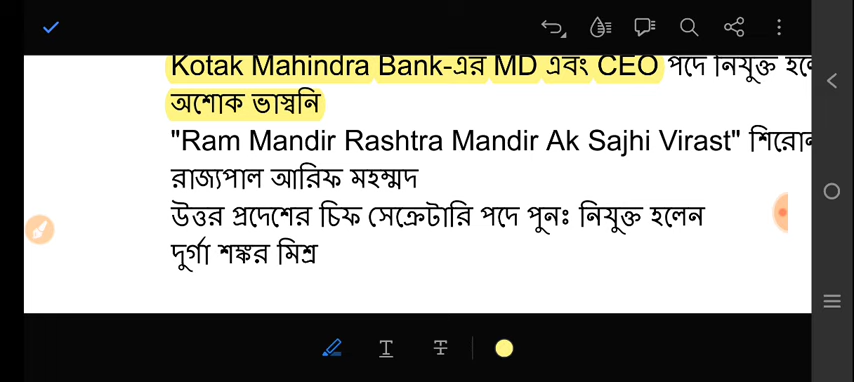 Kotak Mahindra Bank-এর MD এবং CEO পদে নিযুক্ত
অশোক ভাস্বনি
"Ram Mandir Rashtra Mandir Ak Sajhi Virast"
রাজ্যপাল আরিফ মহম্মদ
উত্তর প্রদেশের চিফ সেক্রেটারি পদে পুনঃ নিযুক্ত হলেন
দুর্গা শঙ্কর মিশ্র